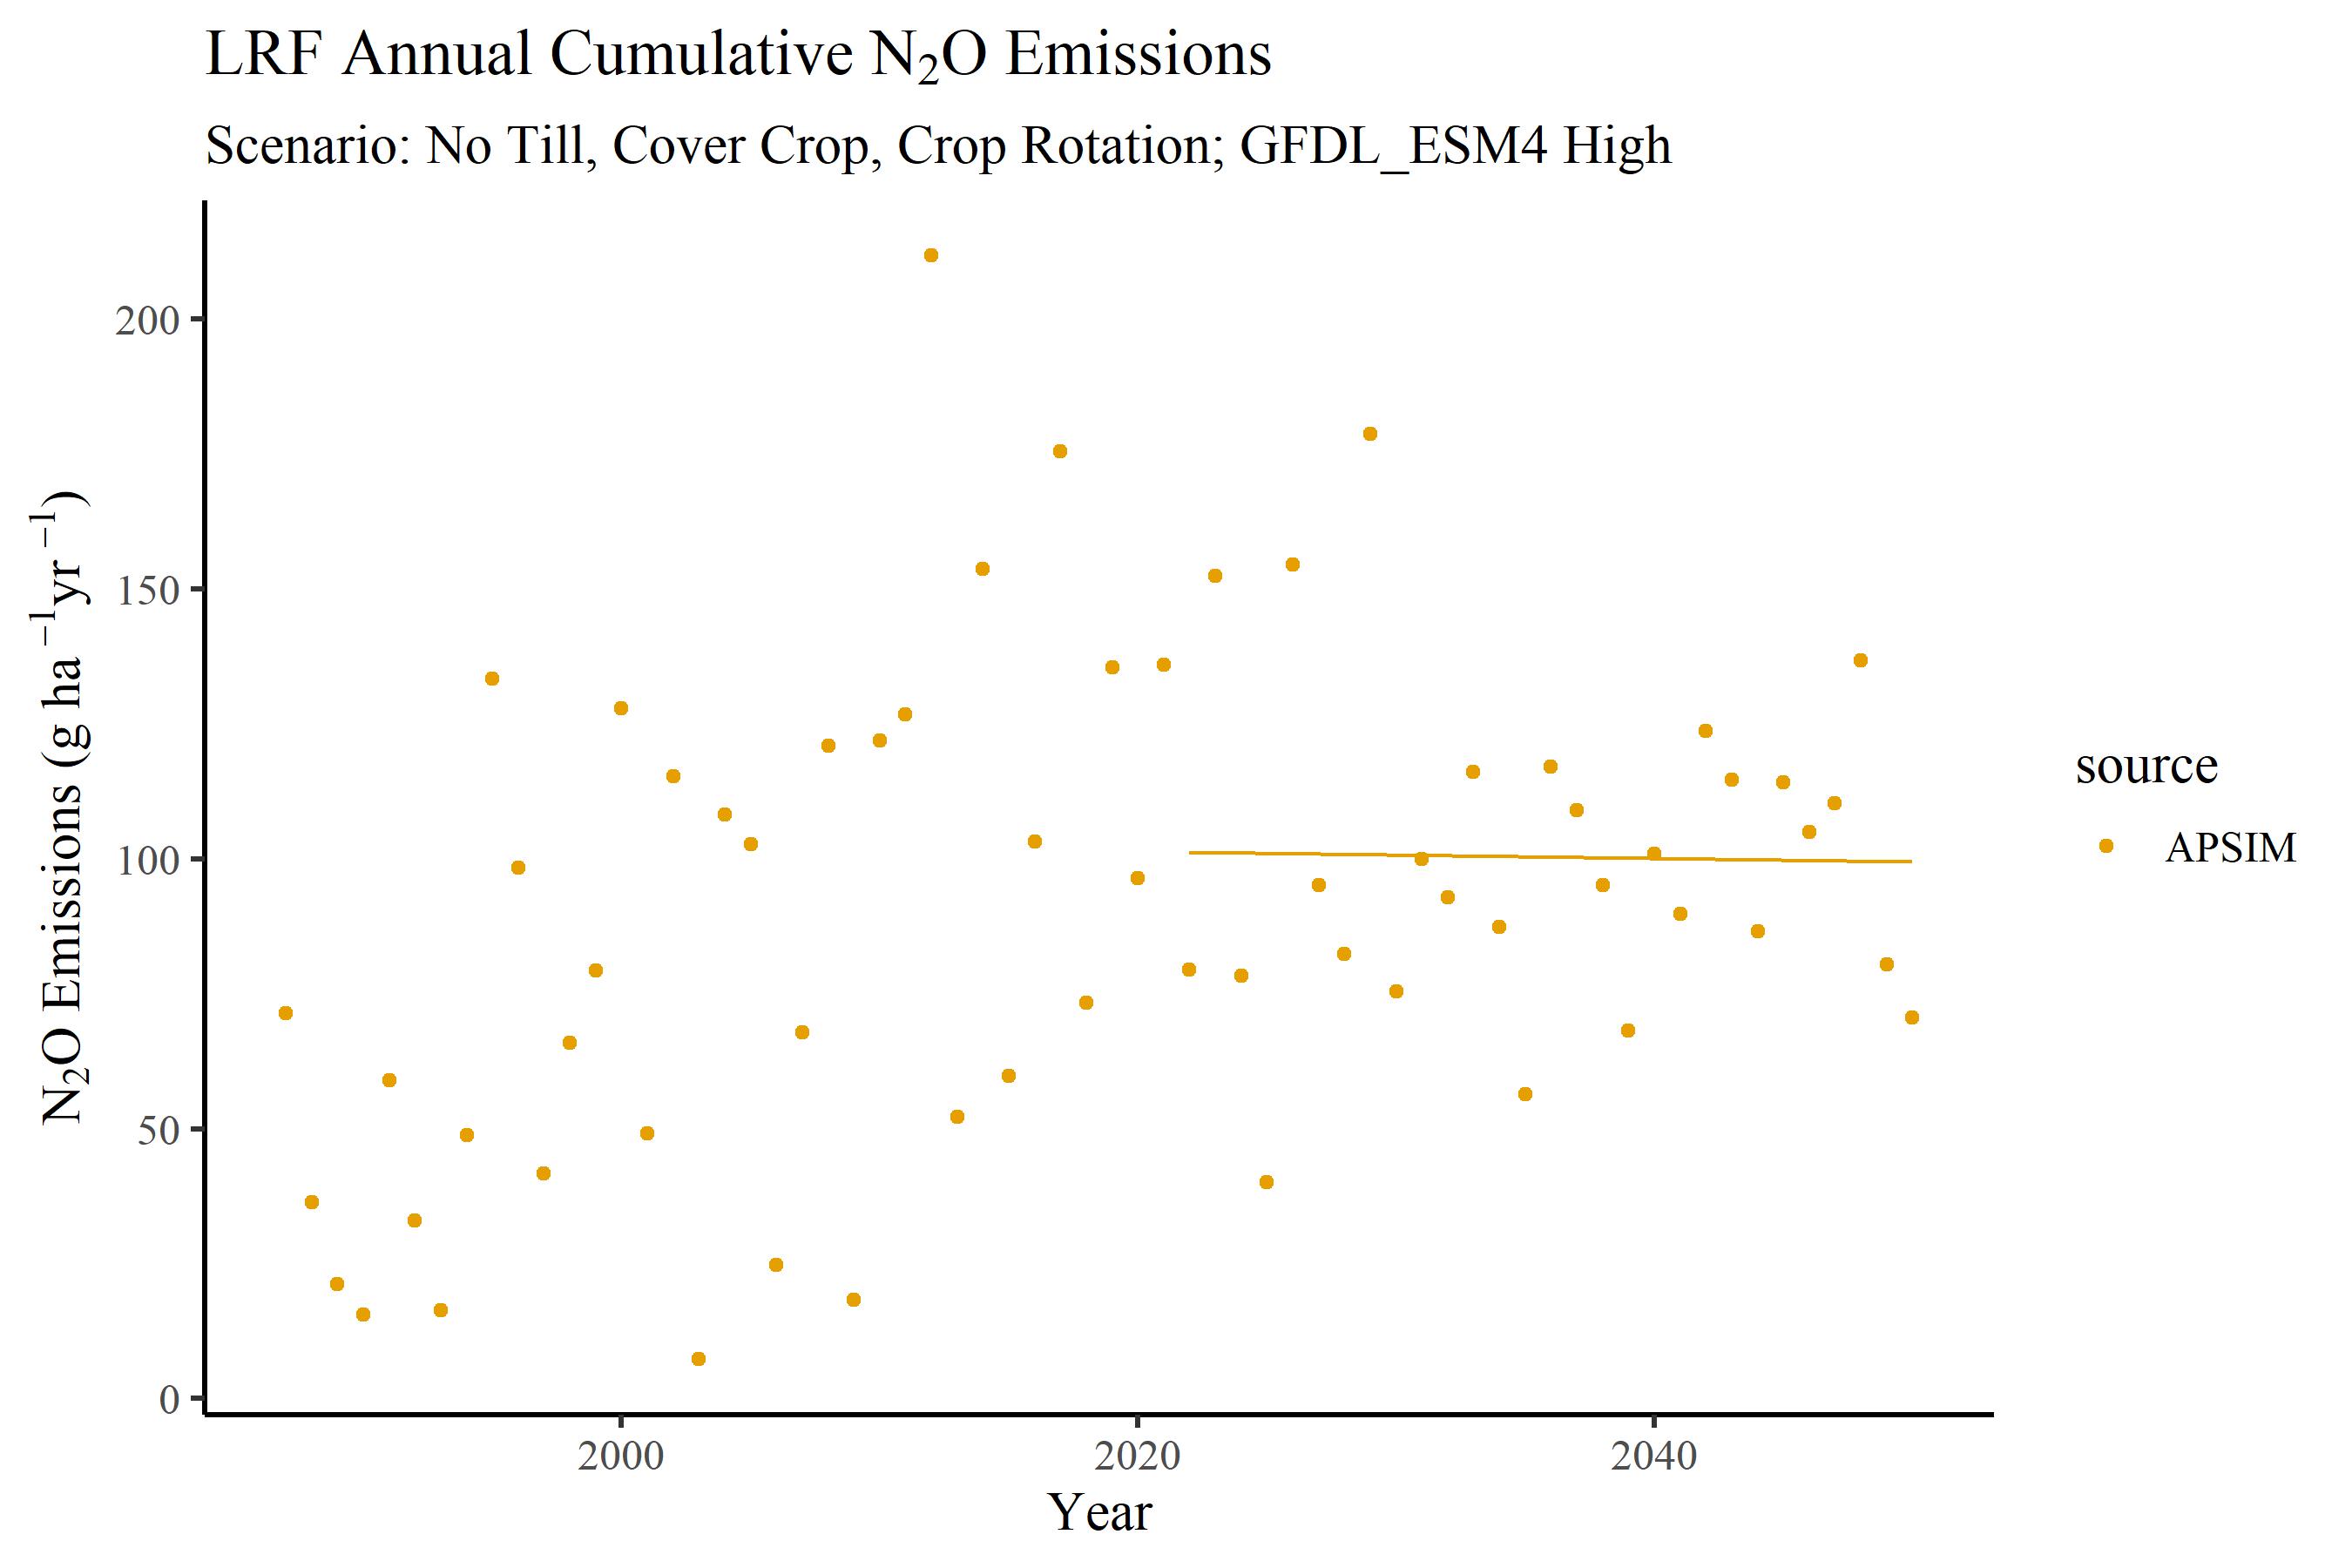 LRF Annual Cumulative N₂O Emissions
Scenario: No Till, Cover Crop, Crop Rotation; GFDL_ESM4 High
N₂O Emissions (g ha ⁻¹yr ⁻¹)
200
150
100
50
0
2000
2020
2040
Year
source
APSIM